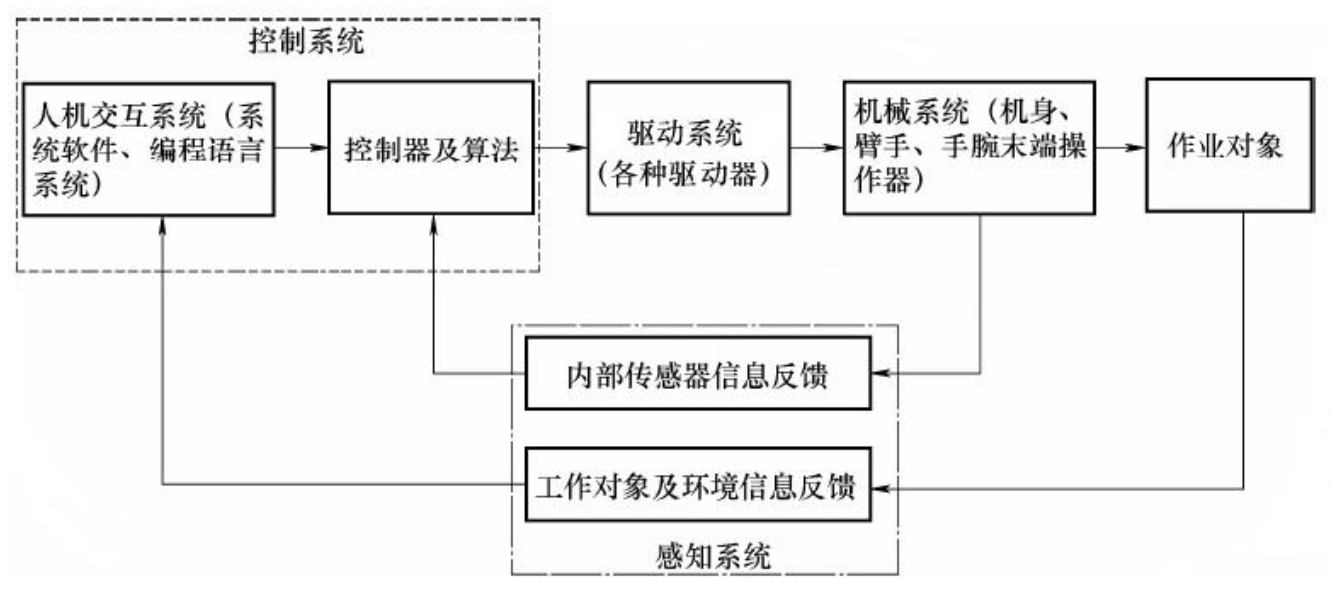 控制系统
人机交互系统（系
统软件、编程语言
系统）
控制器及算法
驱动系统
（各种驱动器）
机械系统（机身、
臂手、手腕末端操
作器）
作业对象
内部传感器信息反馈
工作对象及环境信息反馈
感知系统